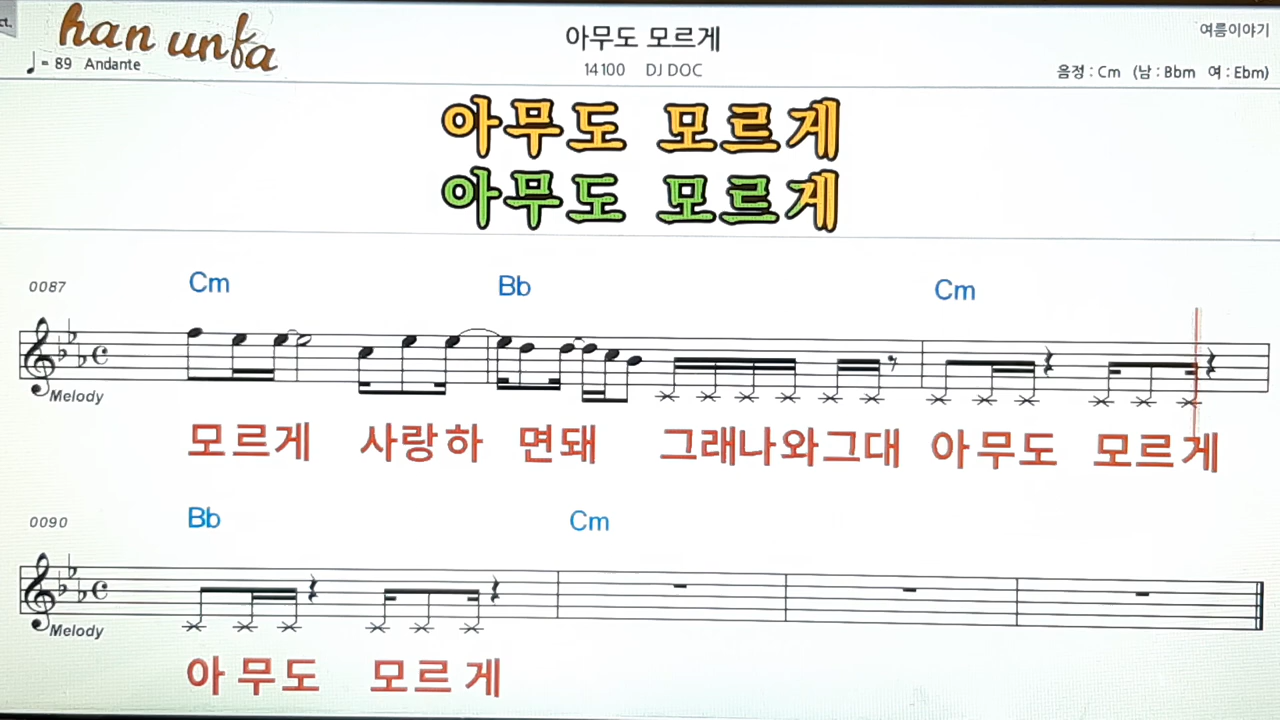 ct.
han unfa
♩ = 89 Andante
아무도 모르게
14100 DJ DOC
여름이야기
음정 : Cm (남 : Bbm 여 : Ebm)
아무도 모르게
아무도 모르게
0087 Cm Bb Cm
Melody
모르게 사랑하 면돼 그래나와그대 아무도 모르게
0090 Bb Cm
Melody
아무도 모르게